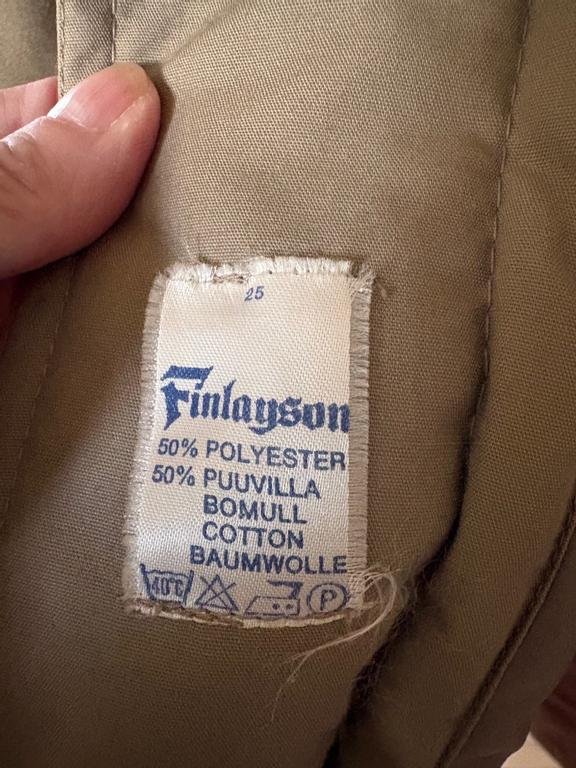 25
Finlayson
50% POLYESTER
50% PUUVILLA
BOMULL
COTTON
BAUMWOLLE
40°C P